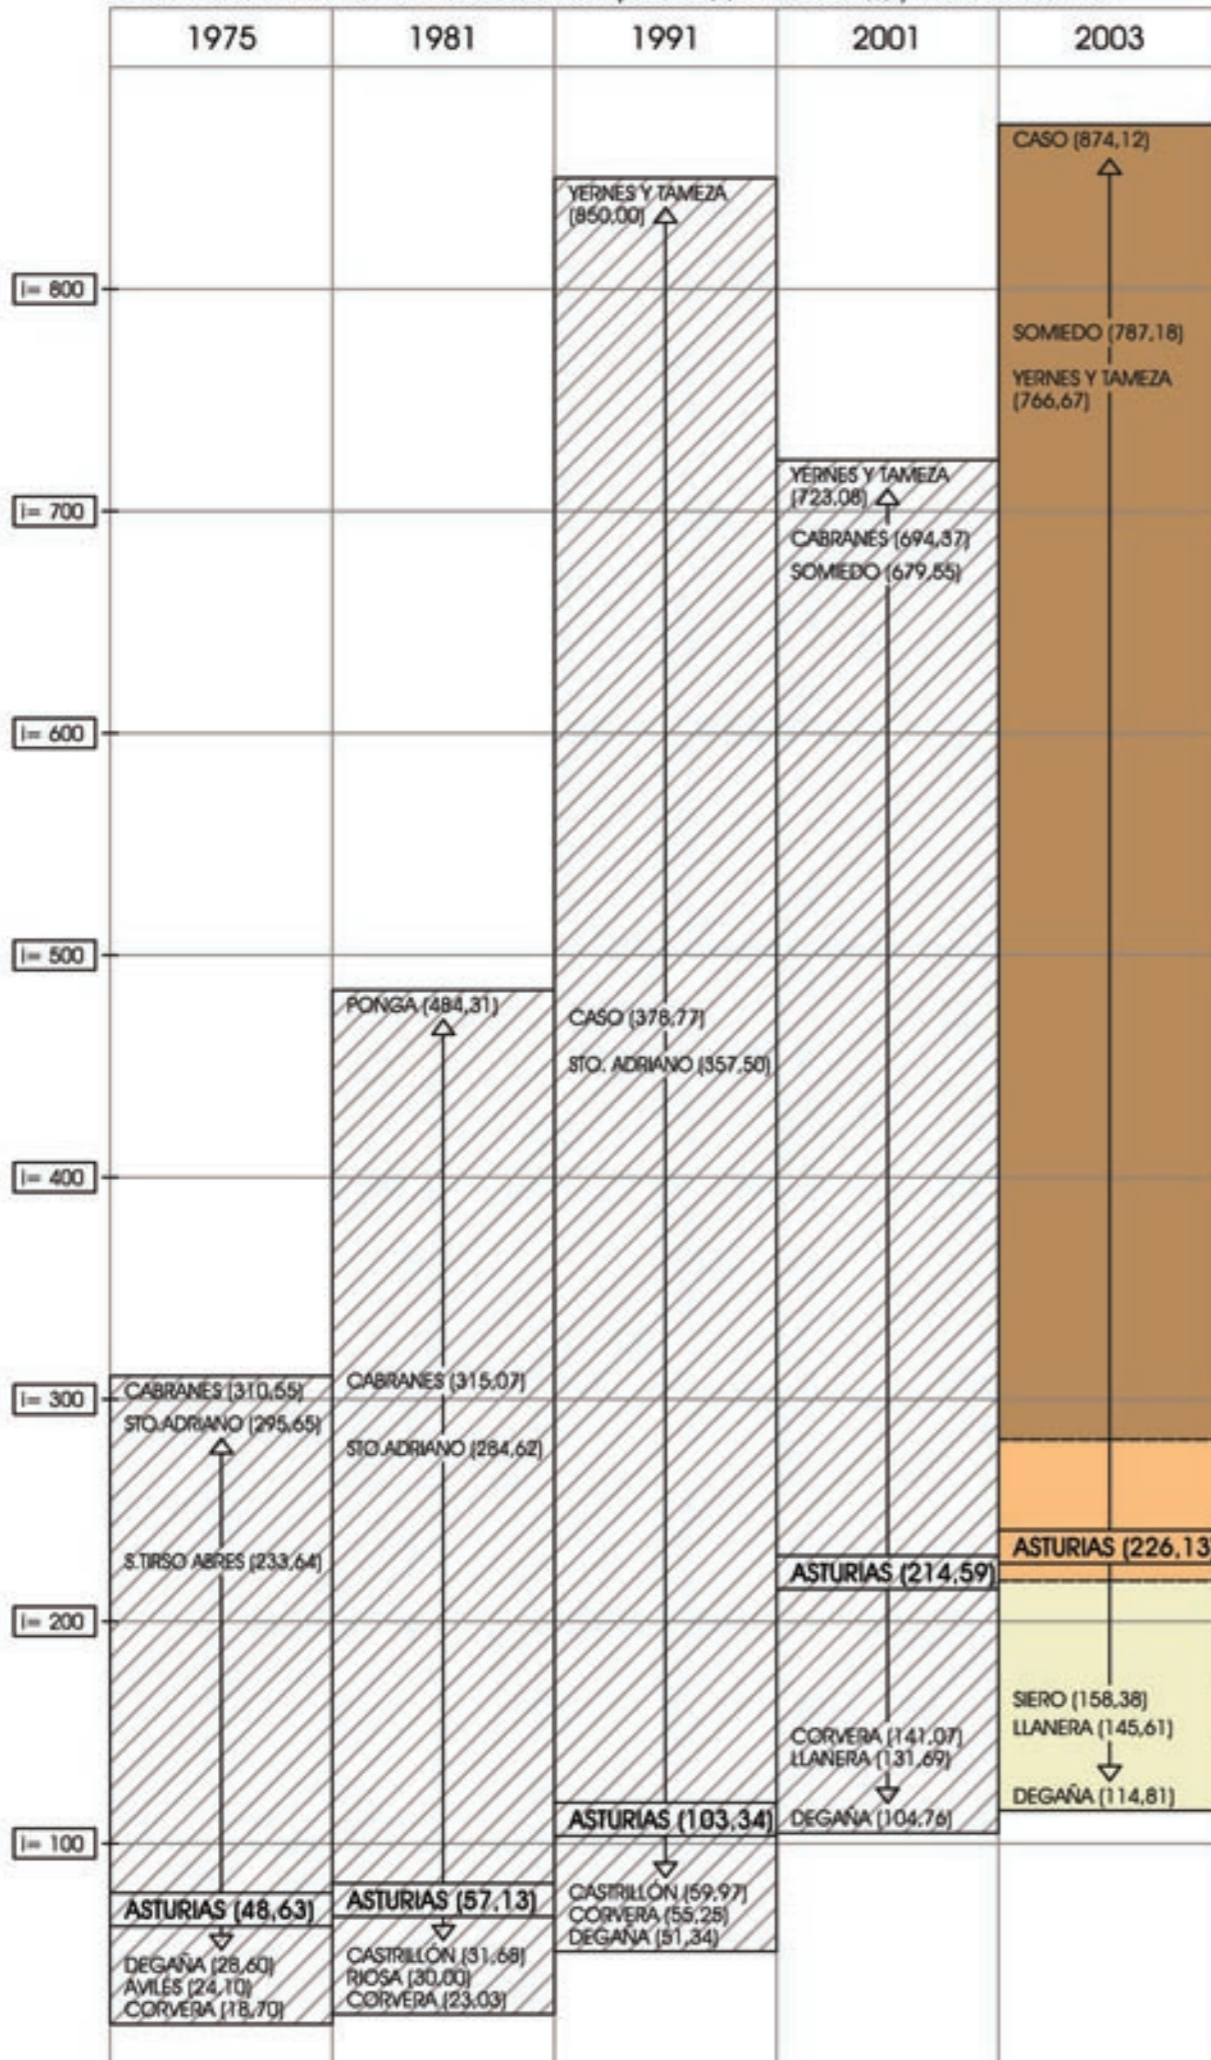 1975
1981
1991
2001
2003
I= 800
I= 700
I= 600
I= 500
I= 400
I= 300
I= 200
I= 100
CABRANES (310,55)
STO.ADRIANO (295,65)
S.TIRSO ABRES (233,64)
ASTURIAS (48,63)
DEGAÑA (28,60)
AVILÉS (24,10)
CORVERA (18,70)
PONGA (484,31)
CABRANES (315,07)
STO.ADRIANO (284,62)
ASTURIAS (57,13)
CASTRILLÓN (31,68)
RIOSA (30,00)
CORVERA (23,03)
YERNES Y TAMEZA
(850,00)
CASO (378,77)
STO. ADRIANO (357,50)
ASTURIAS (103,34)
CASTRILLÓN (59,97)
CORVERA (55,25)
DEGAÑA (51,34)
YERNES Y TAMEZA
(723,08)
CABRANES (694,37)
SOMIEDO (679,55)
ASTURIAS (214,59)
CORVERA (141,07)
LLANERA (131,69)
DEGAÑA (104,76)
CASO (874,12)
SOMIEDO (787,18)
YERNES Y TAMEZA
(766,67)
ASTURIAS (226,13
SIERO (158,38)
LLANERA (145,61)
DEGAÑA (114,81)